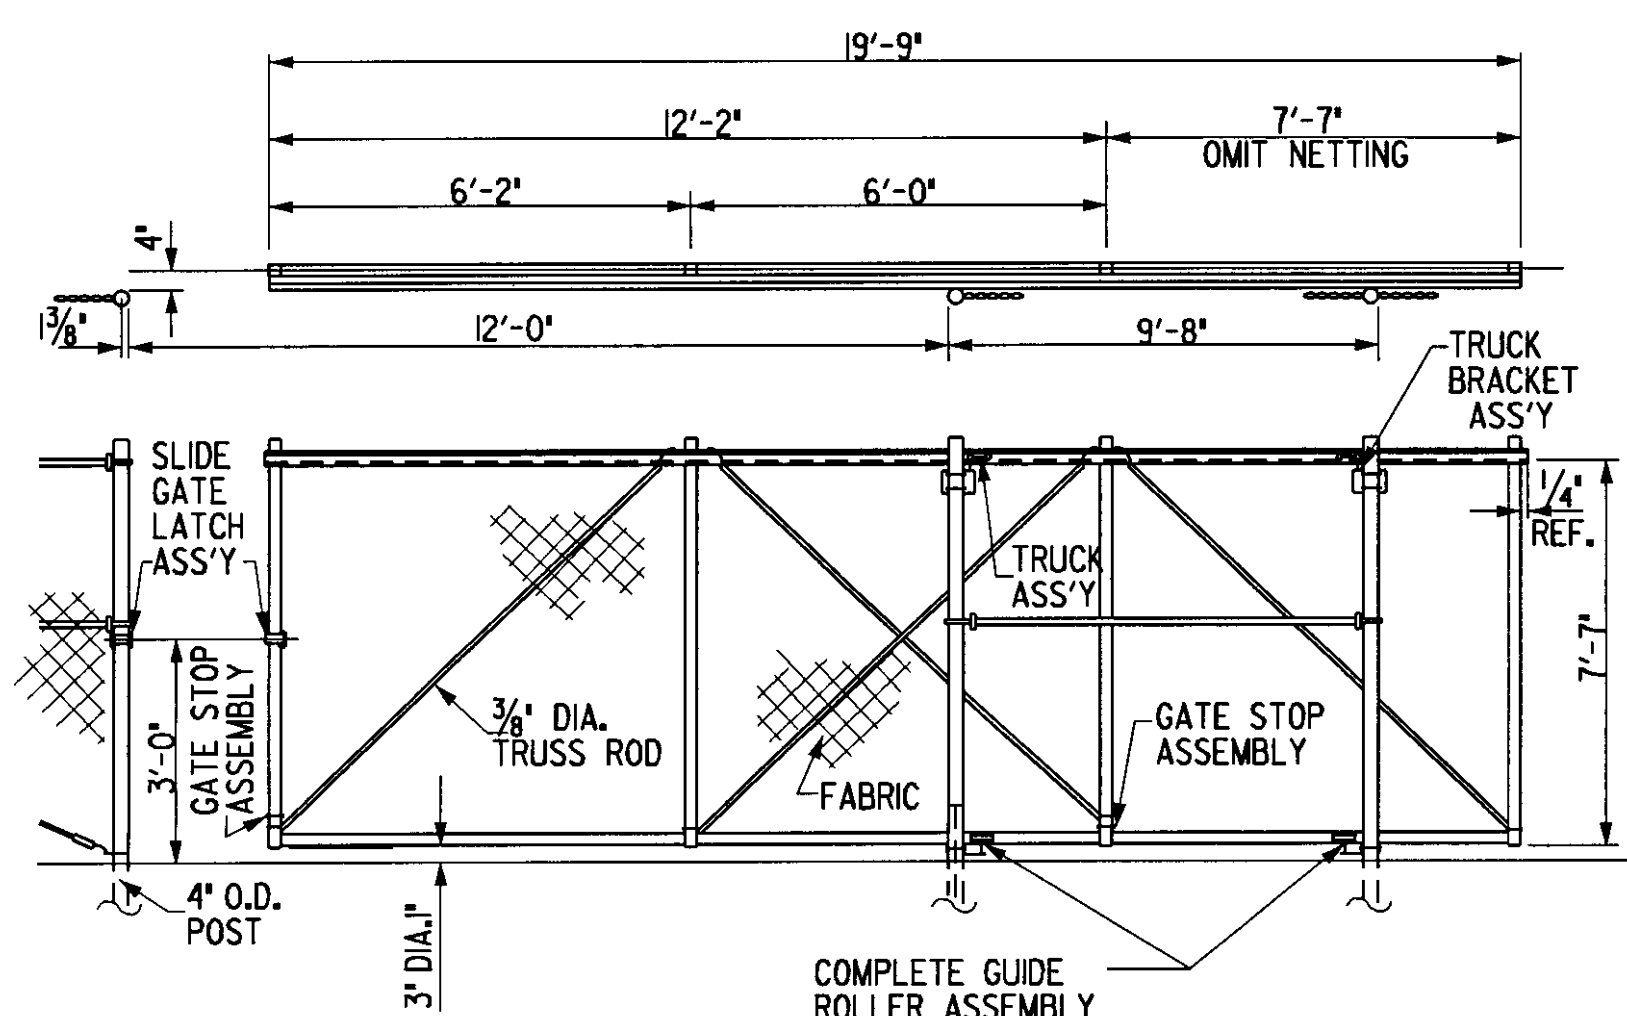 19'-9"
12'-2"
7'-7"
OMIT NETTING
6'-2"
6'-0"
4"
1 3/8"
12'-0"
9'-8"
TRUCK
BRACKET
ASS'Y
SLIDE
GATE
LATCH
ASS'Y
1/4"
REF.
TRUCK
ASS'Y
7'-7"
GATE STOP
ASSEMBLY
3'-0"
3/8" DIA.
TRUSS ROD
GATE STOP
ASSEMBLY
FABRIC
4" O.D.
POST
3" DIA.1"
COMPLETE GUIDE
ROLLER ASSEMBLY